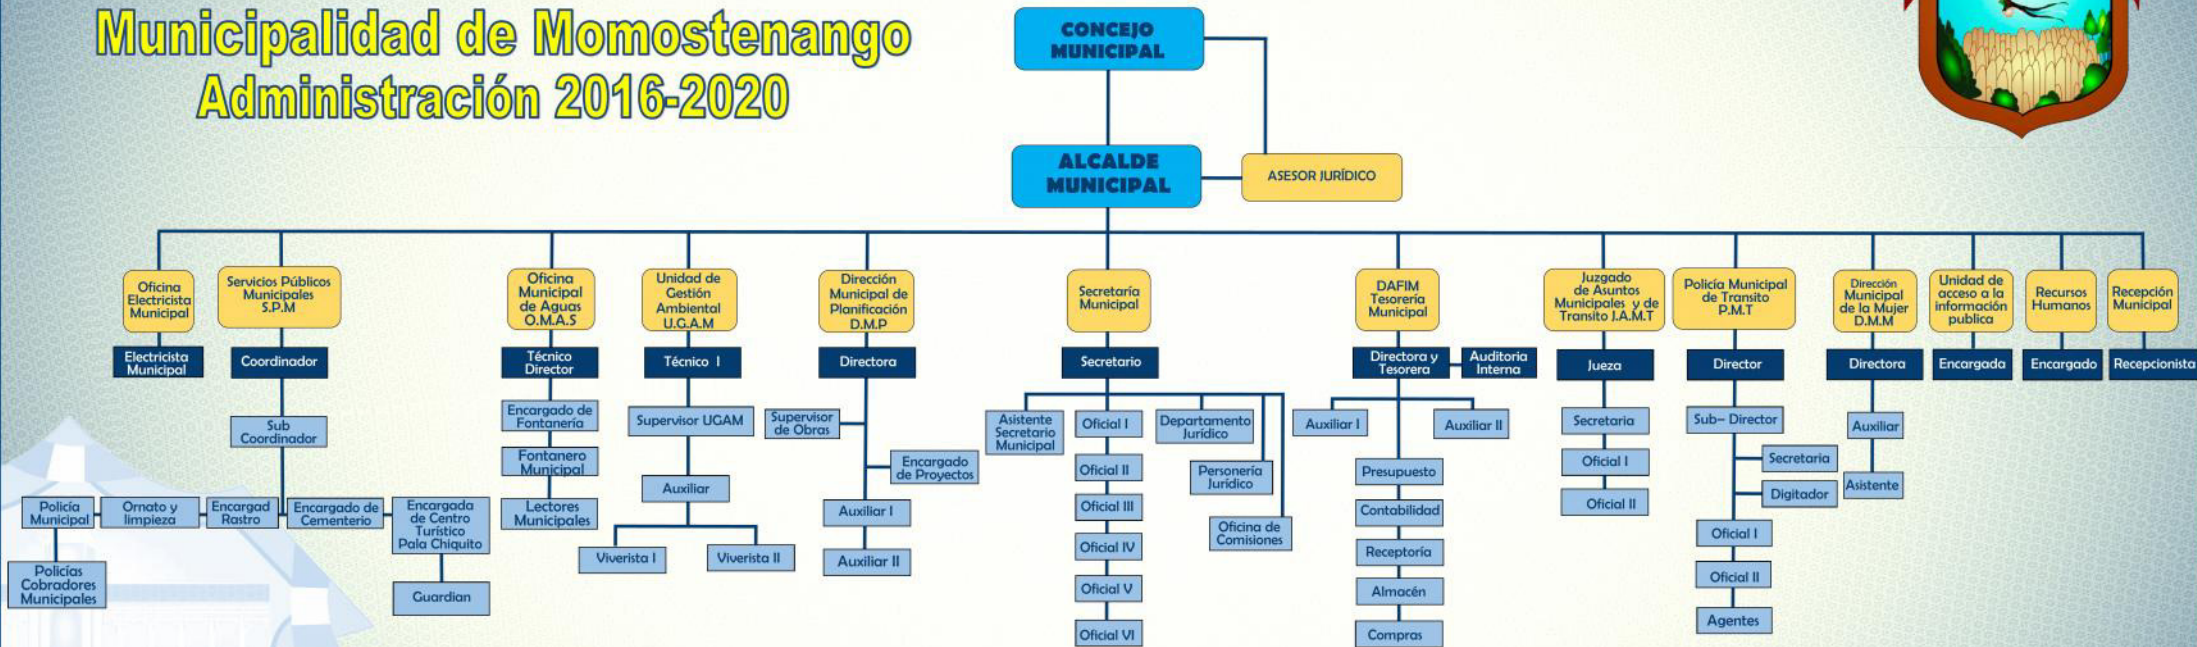 Municipalidad de Momostenango
Administración 2016-2020
CONCEJO
MUNICIPAL
ALCALDE
MUNICIPAL
ASESOR JURÍDICO
Oficina
Electricista
Municipal
Electricista
Municipal
Servicios Públicos
Municipales
S.P.M
Coordinador
Sub
Coordinador
Policía
Municipal
Ornato y
limpieza
Encargad
Rastro
Encargado de
Cementerio
Encargada
de Centro
Turístico
Pala Chiquito
Policías
Cobradores
Municipales
Guardian
Oficina
Municipal
de Aguas
O.M.A.S
Técnico
Director
Encargado de
Fontanería
Fontanero
Municipal
Lectores
Municipales
Unidad de
Gestión
Ambiental
U.G.A.M
Técnico I
Supervisor UGAM
Auxiliar
Viverista I
Viverista II
Dirección
Municipal de
Planificación
D.M.P
Directora
Supervisor
de Obras
Encargado
de Proyectos
Auxiliar I
Auxiliar II
Secretaría
Municipal
Secretario
Asistente
Secretario
Municipal
Oficial I
Oficial II
Oficial III
Oficial IV
Oficial V
Oficial VI
Departamento
Jurídico
Personería
Jurídico
Oficina de
Comisiones
DAFIM
Tesorería
Municipal
Directora y
Tesorera
Auditoria
Interna
Auxiliar I
Auxiliar II
Presupuesto
Contabilidad
Receptoría
Almacén
Compras
Juzgado
de Asuntos
Municipales y de
Transito J.A.M.T
Jueza
Secretaria
Oficial I
Oficial II
Policía Municipal
de Transito
P.M.T
Director
Sub- Director
Secretaria
Digitador
Oficial I
Oficial II
Agentes
Dirección
Municipal
de la Mujer
D.M.M
Directora
Auxiliar
Asistente
Unidad de
acceso a la
información
publica
Encargada
Recursos
Humanos
Encargado
Recepción
Municipal
Recepcionista